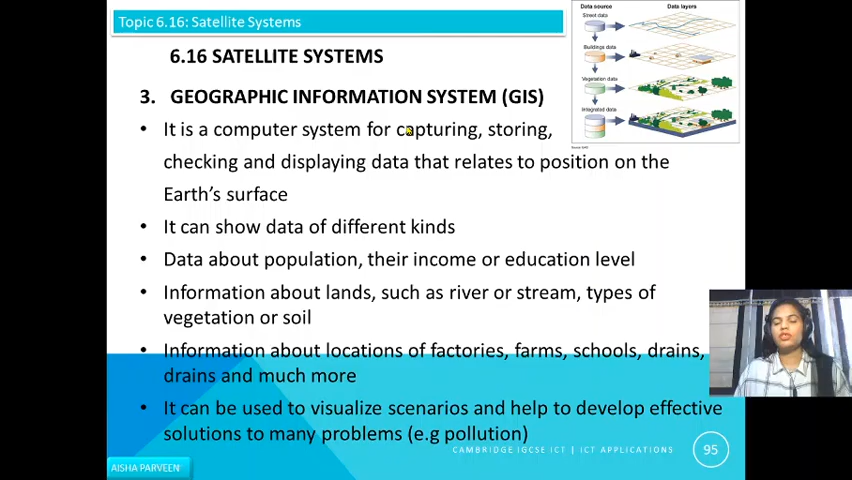 Topic 6.16: Satellite Systems
Data source
Data layers
Street data
Buildings data
Vegetation data
Integrated data
6.16 SATELLITE SYSTEMS
3. GEOGRAPHIC INFORMATION SYSTEM (GIS)
• It is a computer system for capturing, storing,
checking and displaying data that relates to position on the
Earth's surface
• It can show data of different kinds
• Data about population, their income or education level
• Information about lands, such as river or stream, types of
vegetation or soil
• Information about locations of factories, farms, schools, drains,
drains and much more
• It can be used to visualize scenarios and help to develop effective
solutions to many problems (e.g pollution)
CAMBRIDGE IGCSE ICT | ICT APPLICATIONS
95
AISHA PARVEEN